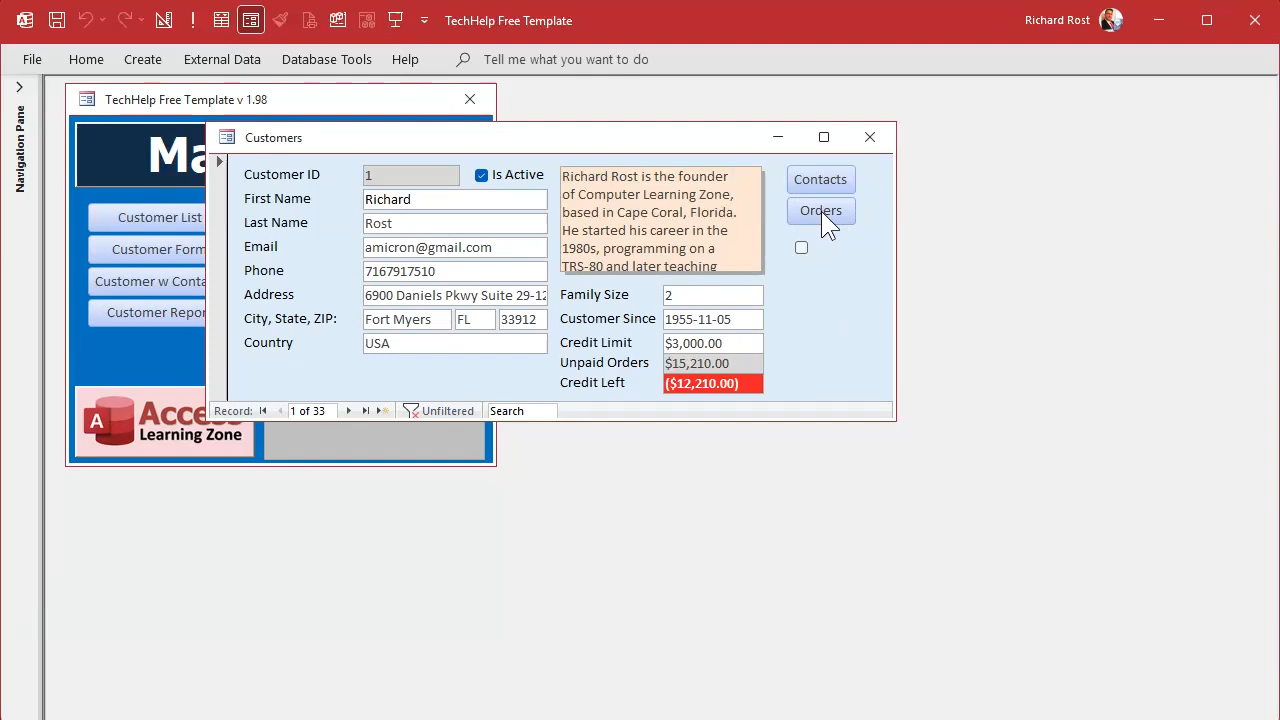 TechHelp Free Template
Richard Rost
File
Home
Create
External Data
Database Tools
Help
Tell me what you want to do
Navigation Pane
TechHelp Free Template v 1.98
Ma
Customer List
Customer Form
Customer w Conta
Customer Repor
Access
Learning Zone
A
Customers
Customer ID 1
Is Active
First Name Richard
Last Name Rost
Email amicron@gmail.com
Phone 7167917510
Address 6900 Daniels Pkwy Suite 29-12
City, State, ZIP: Fort Myers FL 33912
Country USA
Richard Rost is the founder
of Computer Learning Zone,
based in Cape Coral, Florida.
He started his career in the
1980s, programming on a
TRS-80 and later teaching
Family Size 2
Customer Since 1955-11-05
Credit Limit $3,000.00
Unpaid Orders $15,210.00
Credit Left ($12,210.00)
Contacts
Orders
Record: 1 of 33 Unfiltered Search